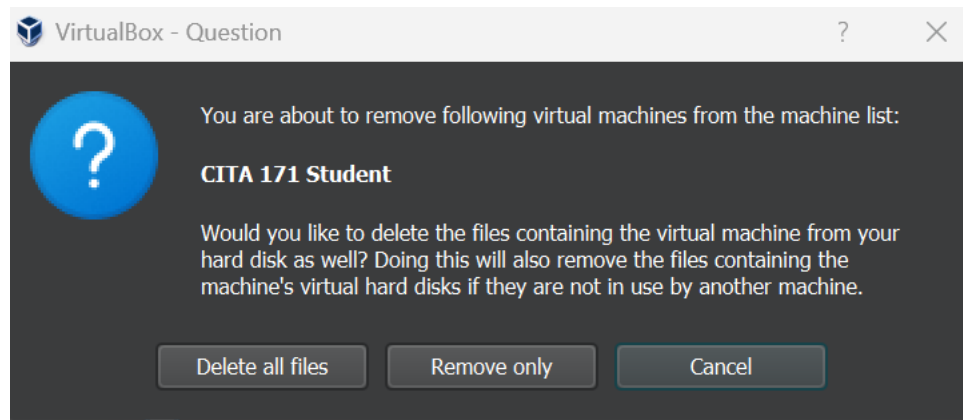 VirtualBox - Question
?
You are about to remove following virtual machines from the machine list:
CITA 171 Student
Would you like to delete the files containing the virtual machine from your
hard disk as well? Doing this will also remove the files containing the
machine's virtual hard disks if they are not in use by another machine.
Delete all files
Remove only
Cancel